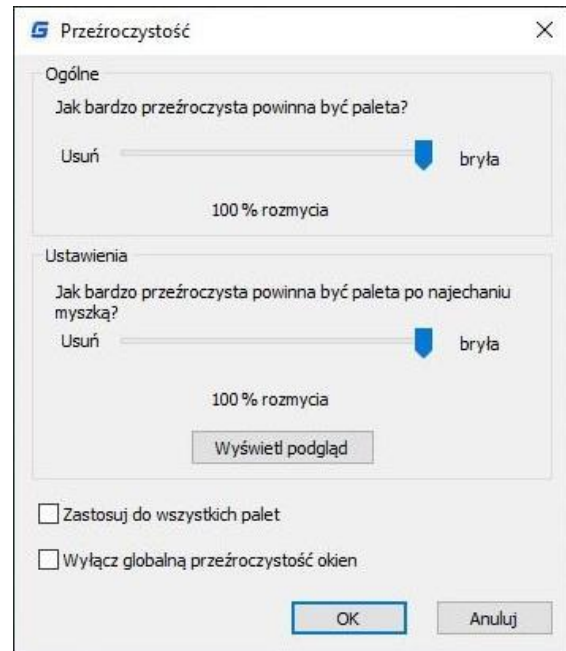 Przeźroczystość
Ogólne
Jak bardzo przeźroczysta powinna być paleta?
Usuń bryła
100 % rozmycia
Ustawienia
Jak bardzo przeźroczysta powinna być paleta po najechaniu
myszką?
Usuń bryła
100 % rozmycia
Wyświetl podgląd
Zastosuj do wszystkich palet
Wyłącz globalną przeźroczystość okien
OK Anuluj